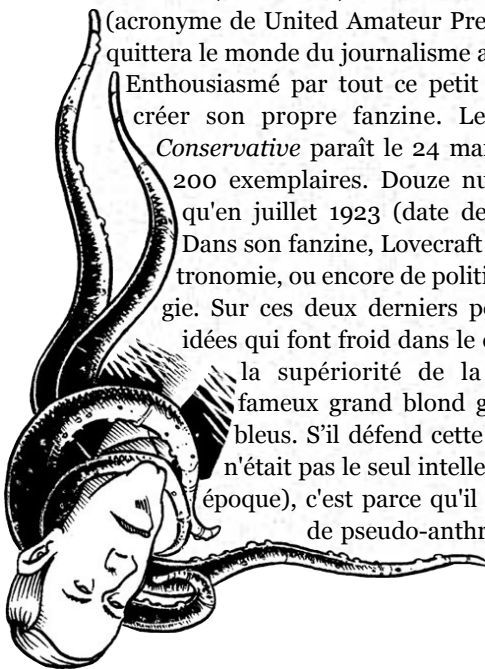 (acronyme de United Amateur Pre
quittera le monde du journalisme a
Enthousiasmé par tout ce petit
créer son propre fanzine. Le
Conservative paraît le 24 mar
200 exemplaires. Douze nu
qu'en juillet 1923 (date de
Dans son fanzine, Lovecraft
tronomie, ou encore de politi
gie. Sur ces deux derniers p
idées qui font froid dans le
la supériorité de la
fameux grand blond g
bleus. S'il défend cette
n'était pas le seul intelle
époque), c'est parce qu'il
de pseudo-anthr